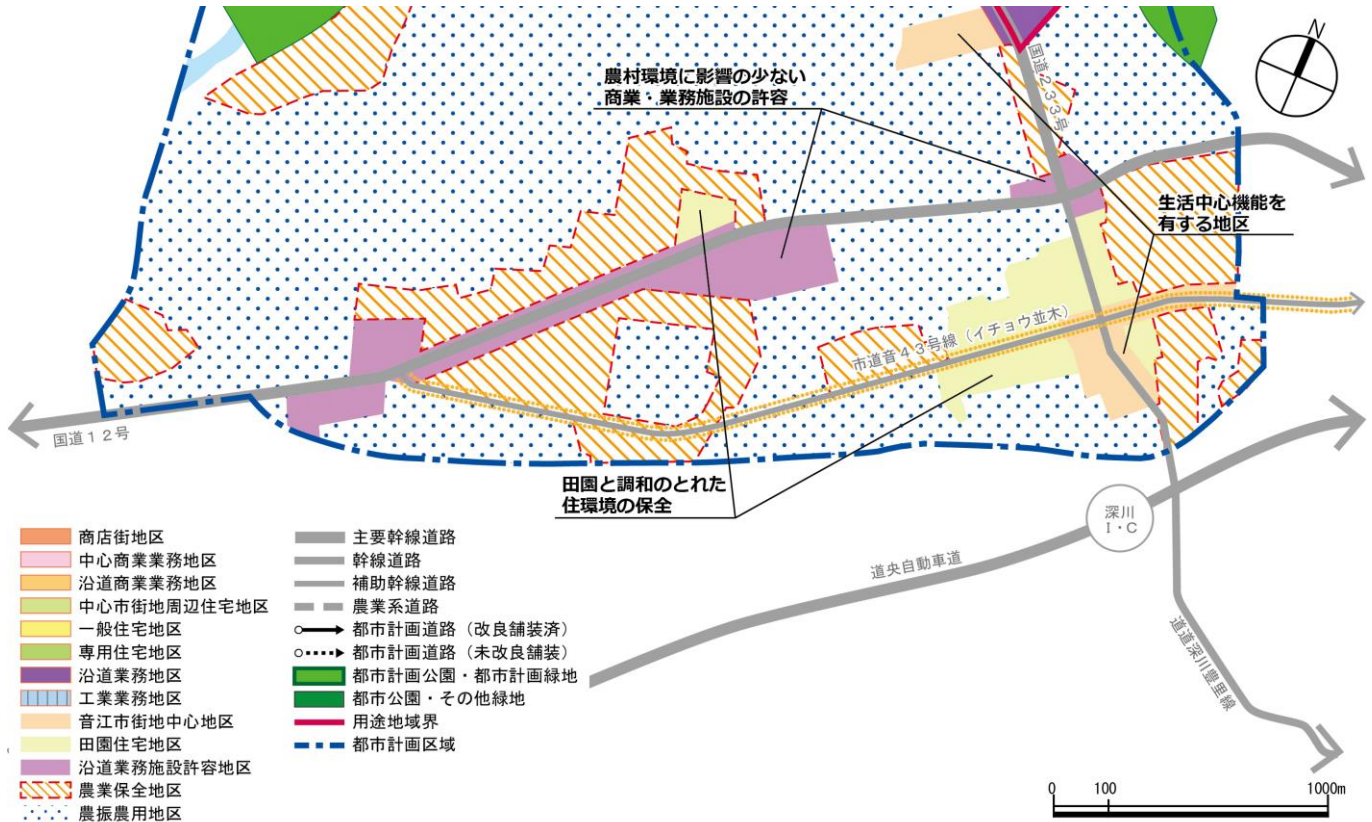 N
農村環境に影響の少ない
商業・業務施設の許容
国道233号
生活中心機能を
有する地区
市道音43号線（イチョウ並木）
国道12号
田園と調和のとれた
住環境の保全
深川
I・C
道央自動車道
道道深川豊里線
商店街地区
中心商業業務地区
沿道商業業務地区
中心市街地周辺住宅地区
一般住宅地区
専用住宅地区
沿道業務地区
工業業務地区
音江市街地中心地区
田園住宅地区
沿道業務施設許容地区
農業保全地区
農振農用地区
主要幹線道路
幹線道路
補助幹線道路
農業系道路
都市計画道路（改良舗装済）
都市計画道路（未改良舗装）
都市計画公園・都市計画緑地
都市公園・その他緑地
用途地域界
都市計画区域
0 100 1000m